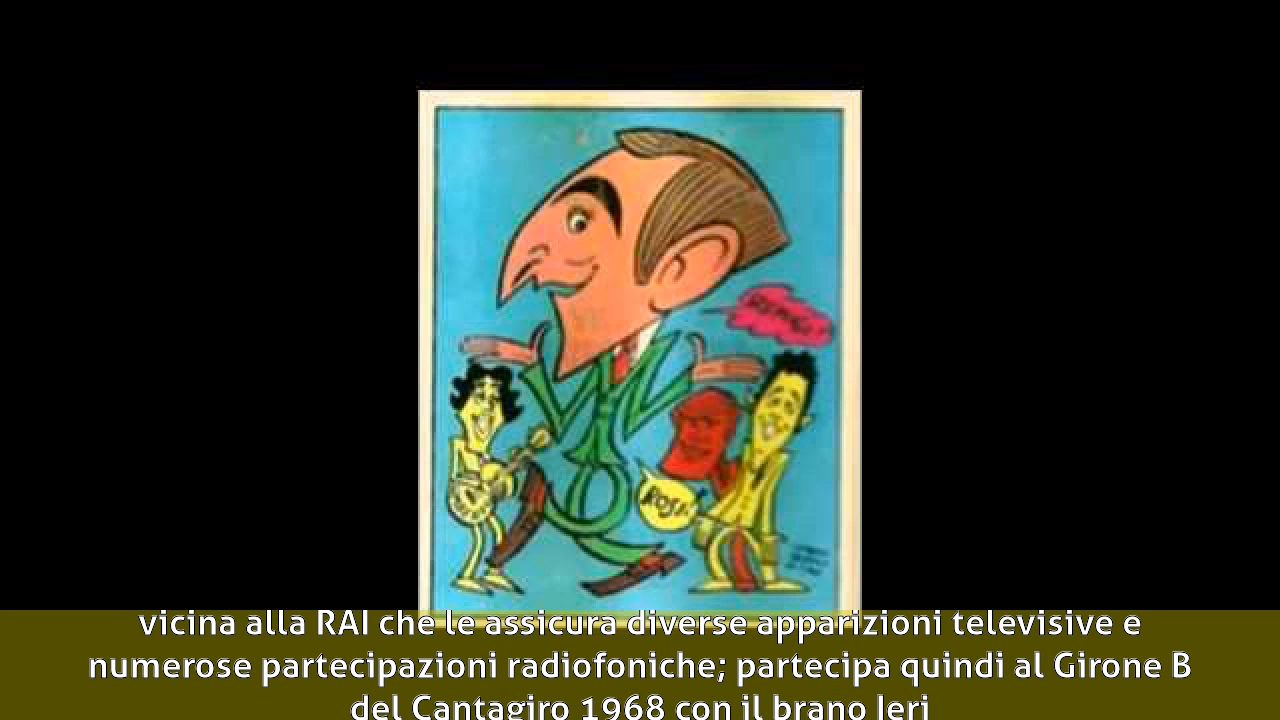 ROSA!
vicina alla RAI che le assicura diverse apparizioni televisive e
numerose partecipazioni radiofoniche; partecipa quindi al Girone B
del Cantagiro 1968 con il brano Ieri